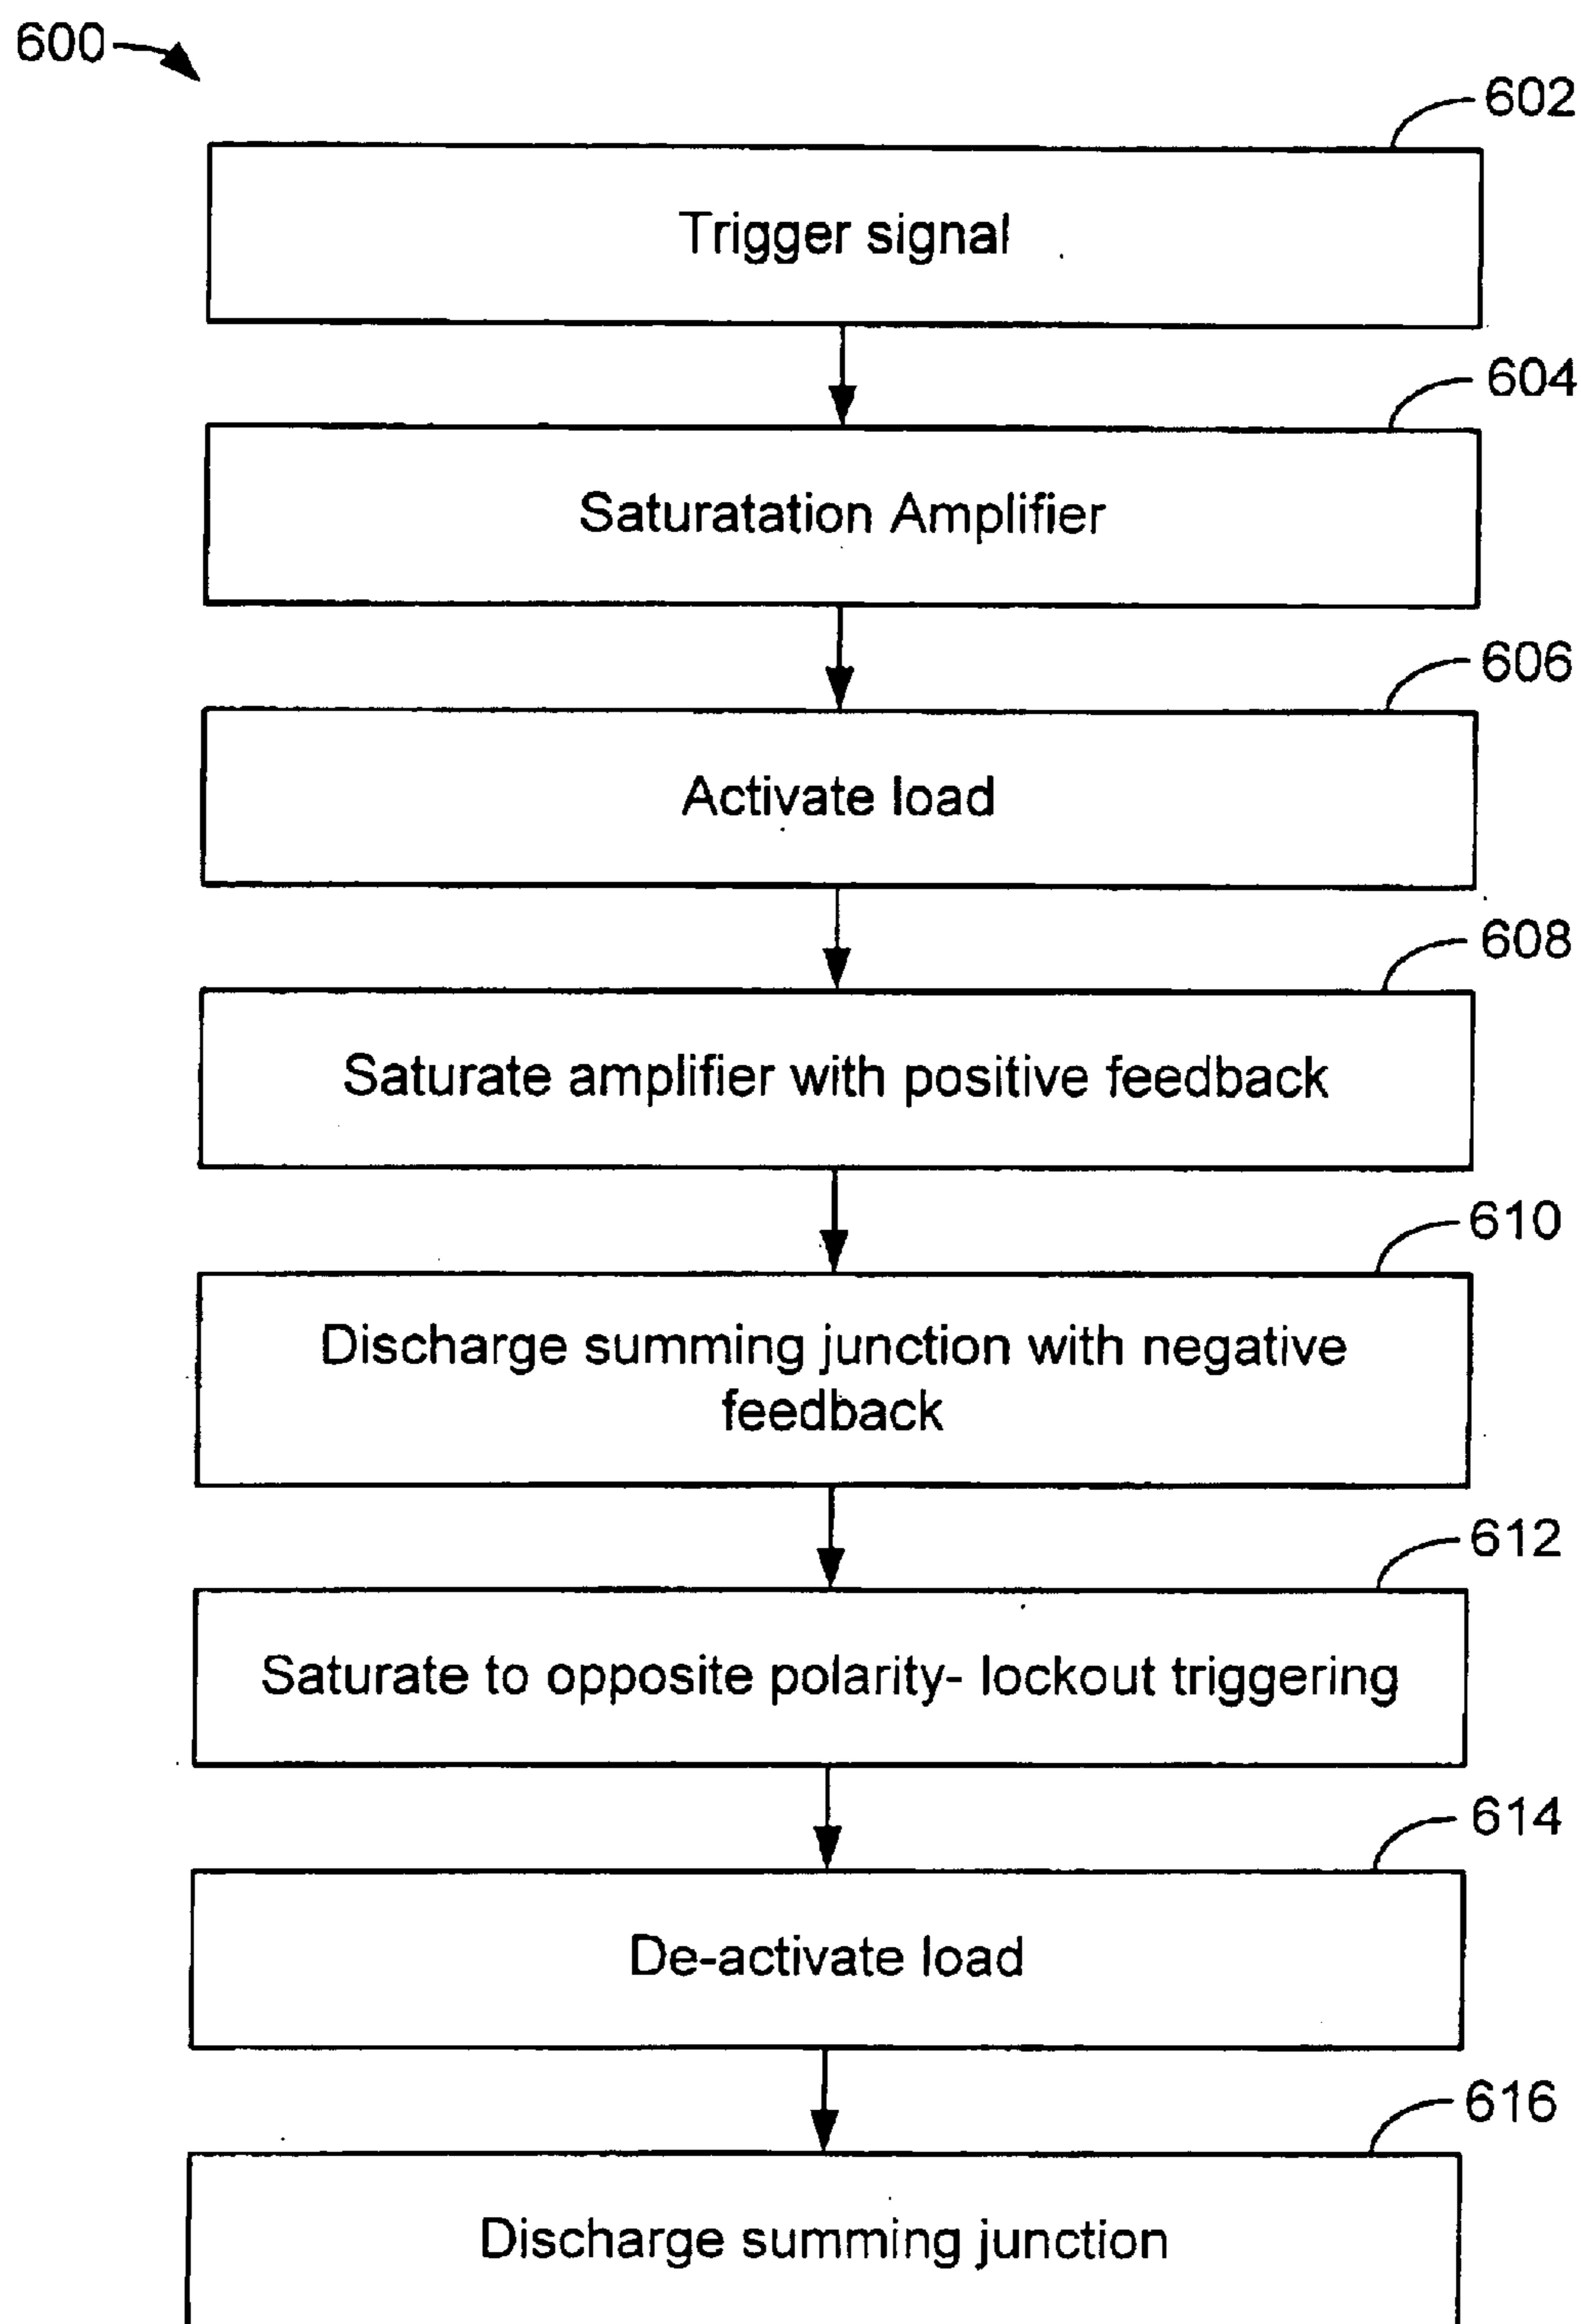 600
602
Trigger signal
604
Saturatation Amplifier
606
Activate load
608
Saturate amplifier with positive feedback
610
Discharge summing junction with negative
feedback
612
Saturate to opposite polarity- lockout triggering
614
De-activate load
616
Discharge summing junction